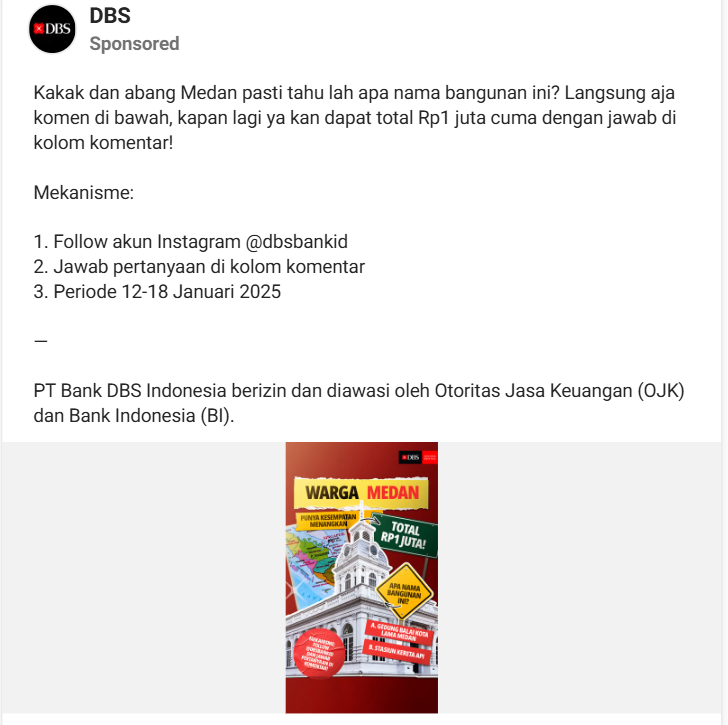 DBS
DBS
Sponsored
Kakak dan abang Medan pasti tahu lah apa nama bangunan ini? Langsung aja
komen di bawah, kapan lagi ya kan dapat total Rp1 juta cuma dengan jawab di
kolom komentar!
Mekanisme:
1. Follow akun Instagram @dbsbankid
2. Jawab pertanyaan di kolom komentar
3. Periode 12-18 Januari 2025
—
PT Bank DBS Indonesia berizin dan diawasi oleh Otoritas Jasa Keuangan (OJK)
dan Bank Indonesia (BI).
DBS
WARGA MEDAN
PUNYA KESEMPATAN
MENANGKAN
TOTAL
RP1 JUTA!
APA NAMA
BANGUNAN
INI?
A. GEDUNG BALAI KOTA
LAMA MEDAN
B. STASIUN KERETA API